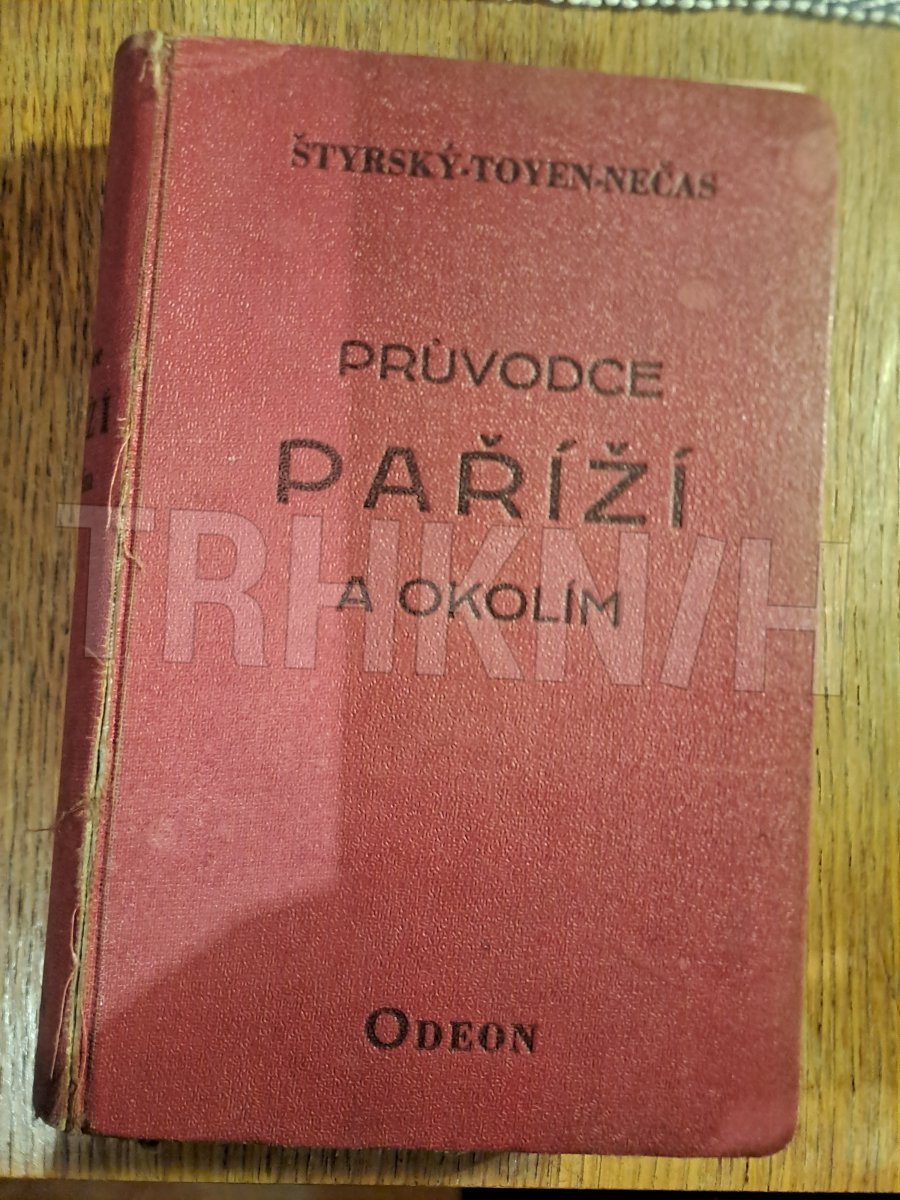 ŠTYRSKÝ-TOYEN-NEČAS
PRŮVODCE
PAŘÍŽÍ
A OKOLÍM
TRHKNIH
ODEON